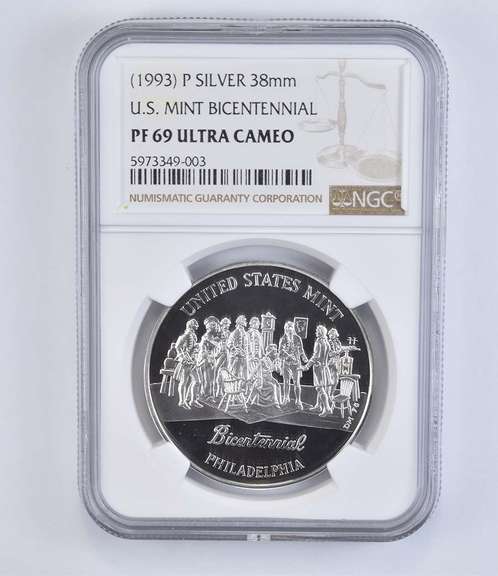 (1993) P SILVER 38mm
U.S. MINT BICENTENNIAL
PF 69 ULTRA CAMEO
5973349-003
NUMISMATIC GUARANTY CORPORATION
NGC
UNITED STATES MINT
Bicentennial
PHILADELPHIA